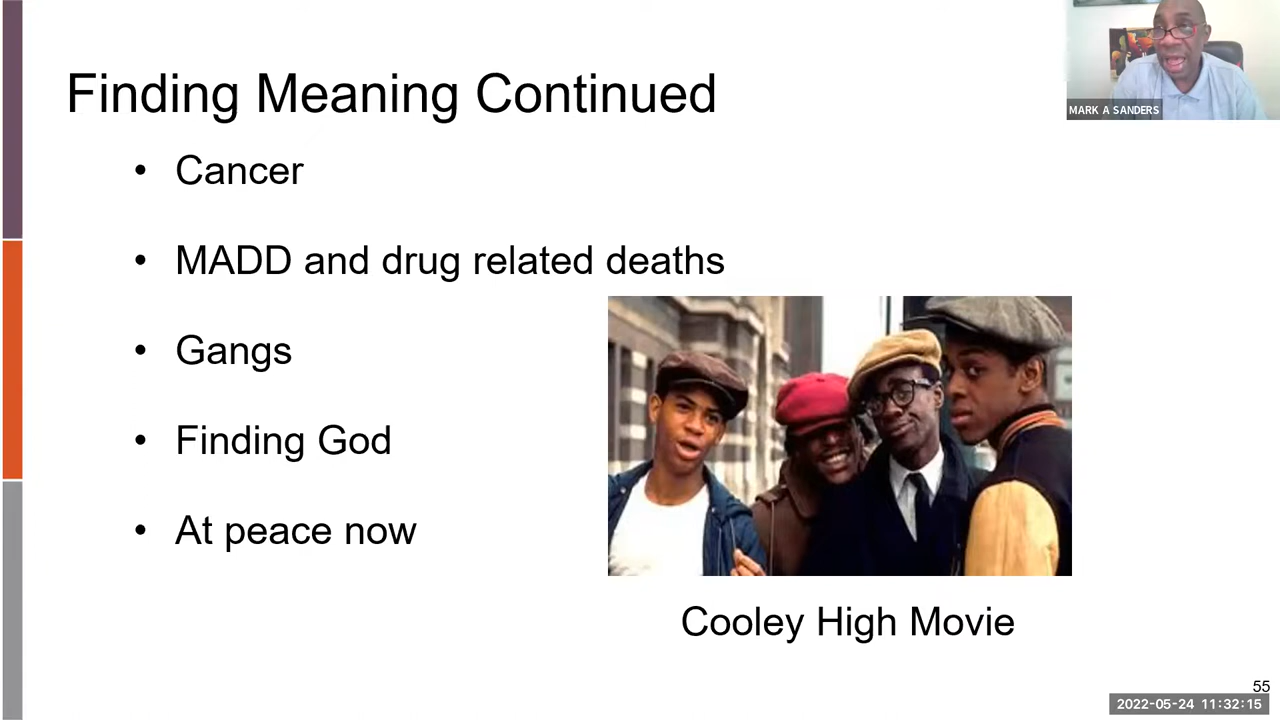 Finding Meaning Continued
MARK A SANDERS
• Cancer
• MADD and drug related deaths
• Gangs
• Finding God
• At peace now
Cooley High Movie
55
2022-05-24 11:32:15